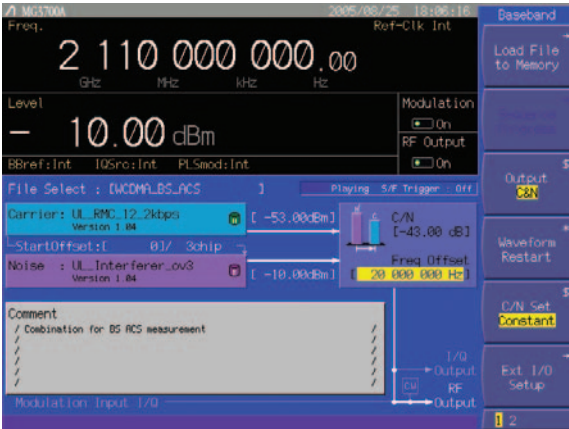 MG3700A 2005/08/25 18:06:16
Freq. Ref-Clk Int
2 110 000 000.00
GHz MHz kHz Hz
Level
- 10.00 dBm
Modulation
On
RF Output
On
BBref:Int IQSrc:Int PLSmod:Int
File Select : [WCDMA_BS_ACS ] Playing S/F Trigger : Off
Carrier: UL_RMC_12_2kbps [ -53.00dBm]
Version 1.04
StartOffset:[ 0]/ 3chip
Noise : UL_Interferer_ov3 [ -10.00dBm]
Version 1.04
C/N
[-43.00 dB]
Freq Offset
[ 20 000 000 Hz]
Comment
/ Combination for BS ACS measurement /
/ /
/ /
/ /
/ /
I/Q
Output
CW RF
Output
Modulation Input I/Q
Baseband
Load File
to Memory
Output
C&N
Waveform
Restart
C/N Set
Constant
Ext I/O
Setup
1 2